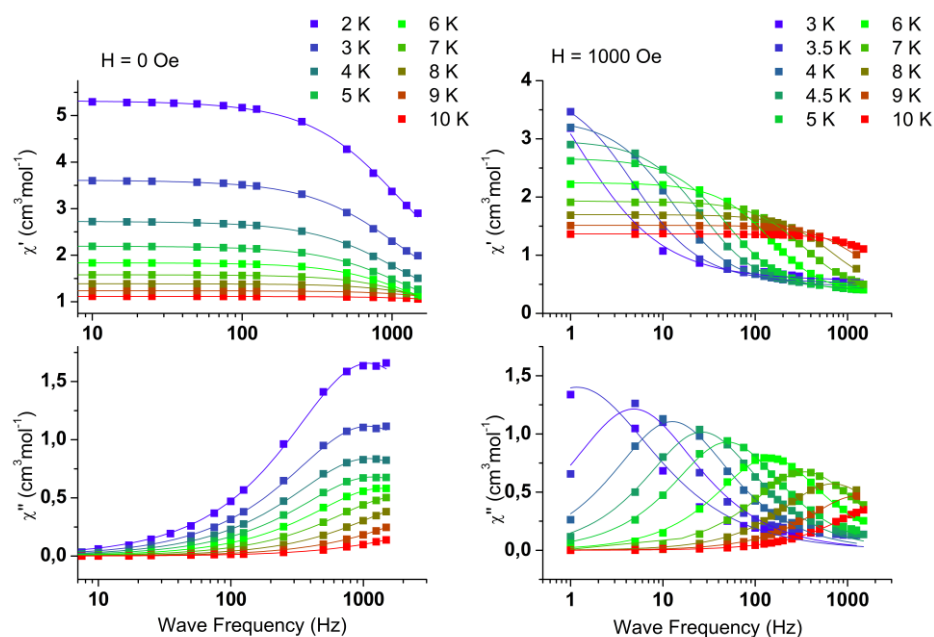 H = 0 Oe
2 K 6 K
3 K 7 K
4 K 8 K
5 K 9 K
10 K
χ' (cm³mol⁻¹)
5
4
3
2
1
10 100 1000
H = 1000 Oe
3 K 6 K
3.5 K 7 K
4 K 8 K
4.5 K 9 K
5 K 10 K
χ' (cm³mol⁻¹)
4
3
2
1
0
1 10 100 1000
χ'' (cm³mol⁻¹)
1,5
1,0
0,5
0,0
10 100 1000
Wave Frequency (Hz)
χ'' (cm³mol⁻¹)
1,5
1,0
0,5
0,0
1 10 100 1000
Wave Frequency (Hz)